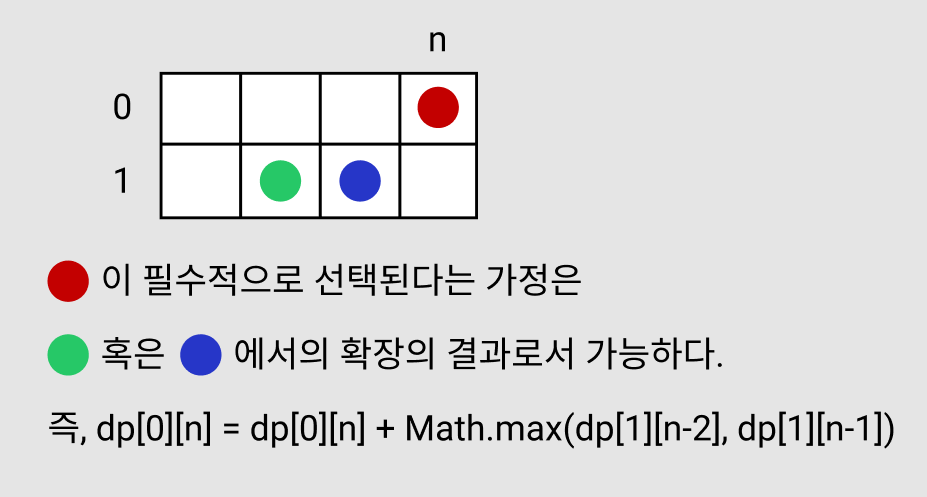 n
0
1
이 필수적으로 선택된다는 가정은
혹은 에서의 확장의 결과로서 가능하다.
즉, dp[0][n] = dp[0][n] + Math.max(dp[1][n-2], dp[1][n-1])